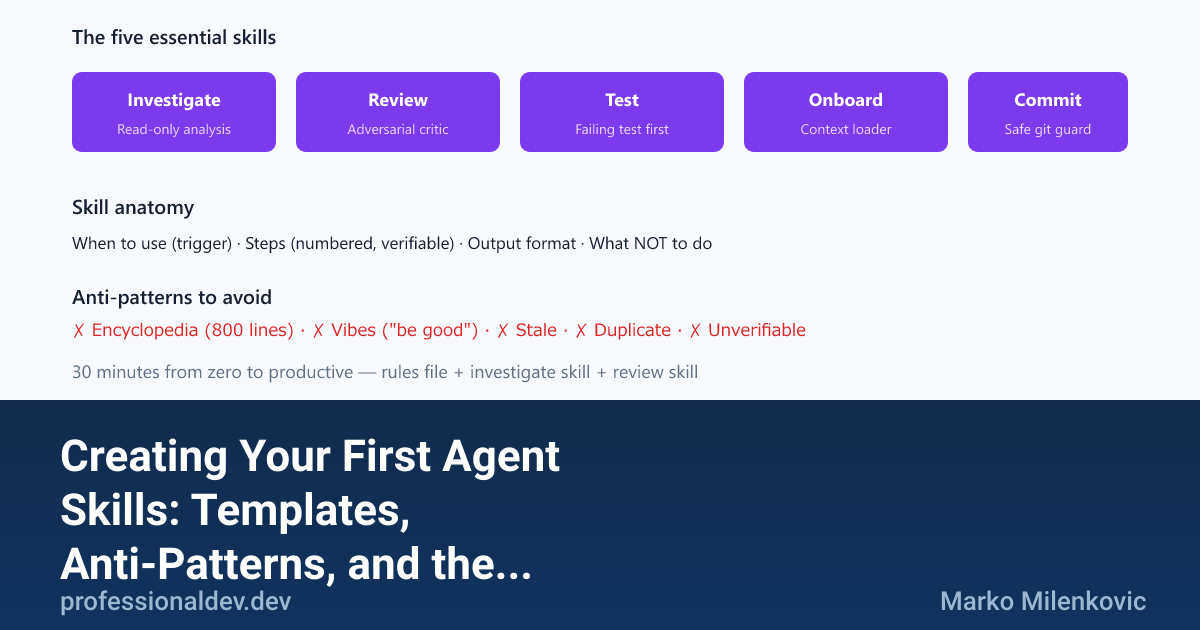 The five essential skills
Investigate
Read-only analysis
Review
Adversarial critic
Test
Failing test first
Onboard
Context loader
Commit
Safe git guard
Skill anatomy
When to use (trigger) · Steps (numbered, verifiable) · Output format · What NOT to do
Anti-patterns to avoid
✗ Encyclopedia (800 lines) · ✗ Vibes ("be good") · ✗ Stale · ✗ Duplicate · ✗ Unverifiable
30 minutes from zero to productive — rules file + investigate skill + review skill
Creating Your First Agent
Skills: Templates,
Anti-Patterns, and the...
professionaldev.dev
Marko Milenkovic